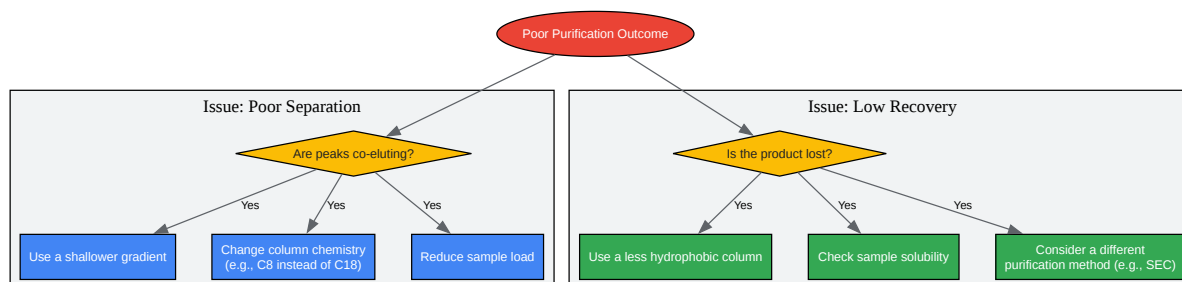 Poor Purification Outcome
Issue: Poor Separation
Issue: Low Recovery
Are peaks co-eluting?
Is the product lost?
Yes
Yes
Yes
Yes
Yes
Yes
Use a shallower gradient
Change column chemistry
(e.g., C8 instead of C18)
Reduce sample load
Use a less hydrophobic column
Check sample solubility
Consider a different
purification method (e.g., SEC)